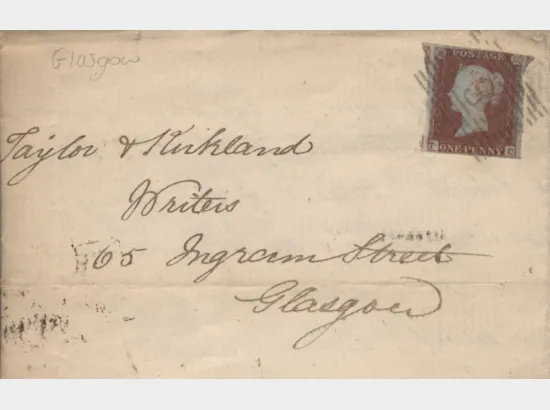 Glasgow
POSTAGE
ONE PENNY
Taylor & Kirkland
Writers
65 Ingram Street
Glasgow